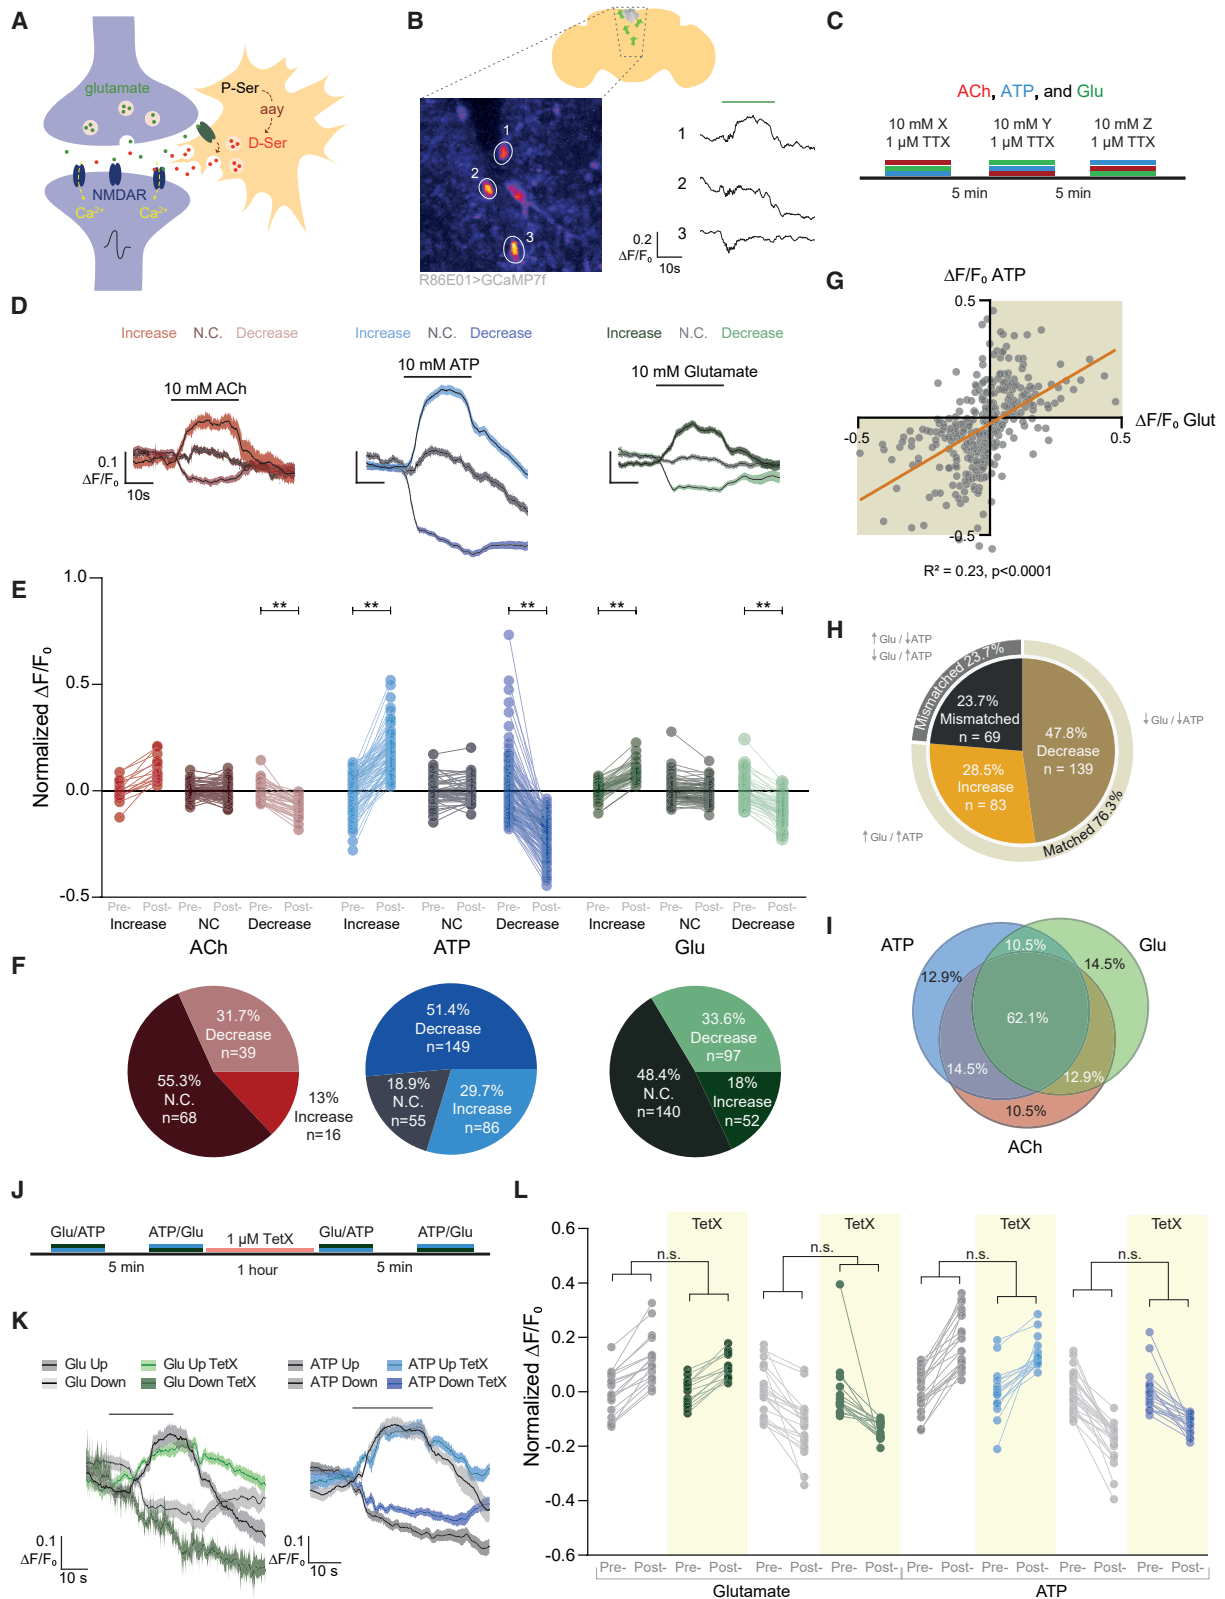 A
glutamate
P-Ser
aay
D-Ser
NMDAR
Ca²⁺
Ca²⁺
B
1
2
3
R86E01>GCaMP7f
1
2
3
0.2
ΔF/F₀
10s
C
ACh, ATP, and Glu
10 mM X
1 µM TTX
10 mM Y
1 µM TTX
10 mM Z
1 µM TTX
5 min
5 min
D
Increase N.C. Decrease
10 mM ACh
0.1
ΔF/F₀
10s
Increase N.C. Decrease
10 mM ATP
Increase N.C. Decrease
10 mM Glutamate
G
ΔF/F₀ ATP
0.5
-0.5
0.5
ΔF/F₀ Glut
-0.5
R² = 0.23, p<0.0001
E
Normalized ΔF/F₀
1.0
0.5
0.0
-0.5
** ** ** ** **
Pre- Post- Pre- Post- Pre- Post- Pre- Post- Pre- Post- Pre- Post- Pre- Post- Pre- Post- Pre- Post-
Increase NC Decrease Increase NC Decrease Increase NC Decrease
ACh ATP Glu
H
↑Glu / ↓ATP
↓Glu / ↑ATP
Mismatched 23.7%
23.7%
Mismatched
n = 69
47.8%
Decrease
n = 139
28.5%
Increase
n = 83
↓Glu / ↓ATP
↑Glu / ↑ATP
Matched 76.3%
F
31.7%
Decrease
n=39
55.3%
N.C.
n=68
13%
Increase
n=16
51.4%
Decrease
n=149
18.9%
N.C.
n=55
29.7%
Increase
n=86
33.6%
Decrease
n=97
48.4%
N.C.
n=140
18%
Increase
n=52
I
ATP
Glu
10.5%
12.9%
14.5%
62.1%
14.5%
12.9%
10.5%
ACh
J
Glu/ATP
ATP/Glu
1 µM TetX
Glu/ATP
ATP/Glu
5 min
1 hour
5 min
K
Glu Up
Glu Up TetX
Glu Down
Glu Down TetX
ATP Up
ATP Up TetX
ATP Down
ATP Down TetX
0.1
ΔF/F₀
10 s
0.1
ΔF/F₀
10 s
L
Normalized ΔF/F₀
0.6
0.4
0.2
0.0
-0.2
-0.4
-0.6
TetX TetX TetX TetX
n.s. n.s. n.s. n.s.
Pre- Post- Pre- Post- Pre- Post- Pre- Post- Pre- Post- Pre- Post- Pre- Post- Pre- Post-
Glutamate ATP